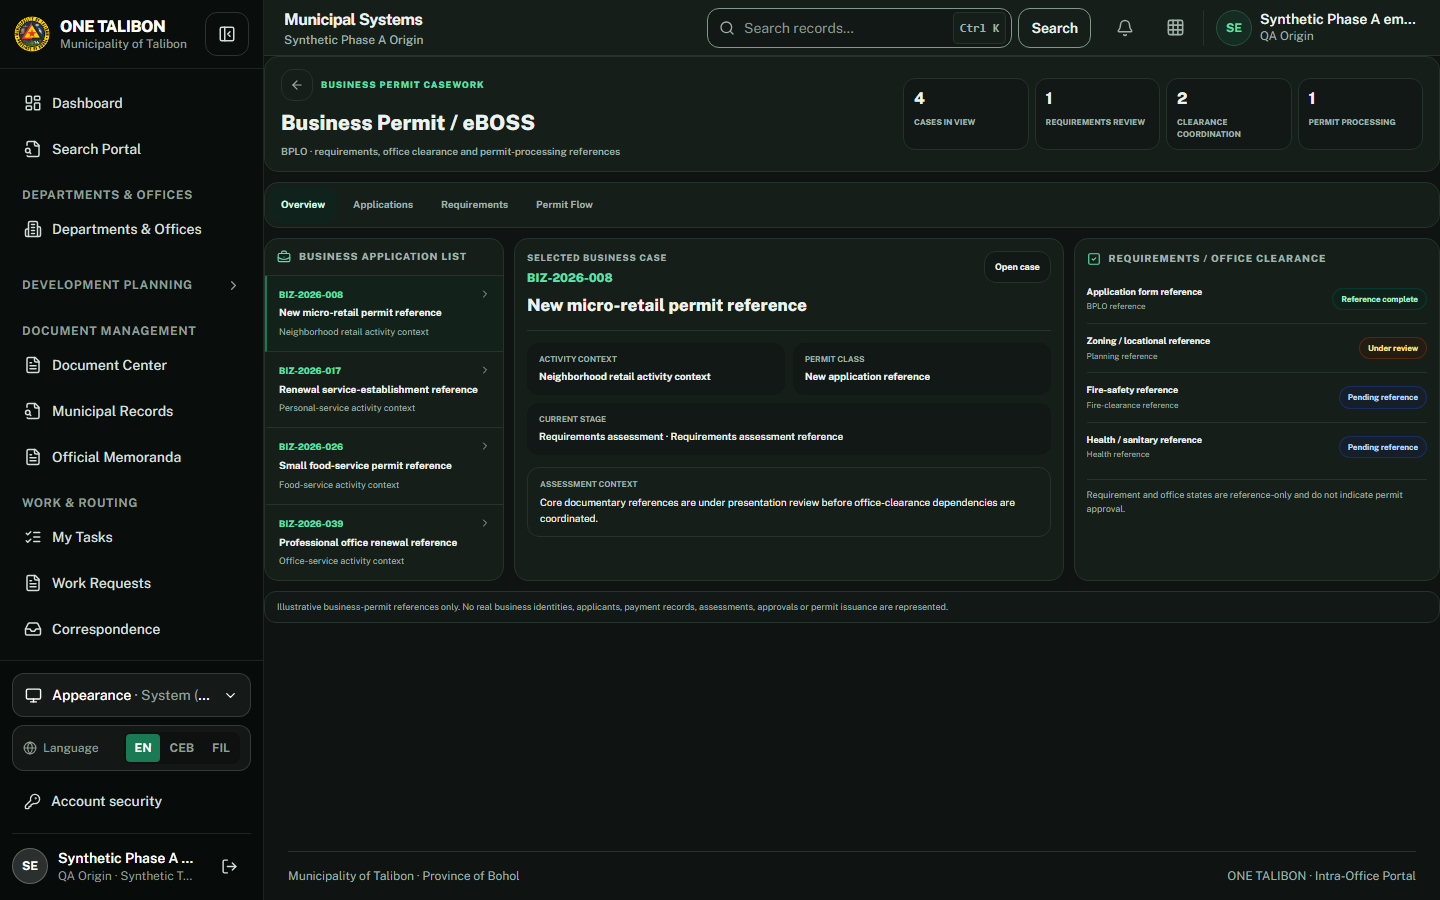 ONE TALIBON
Municipality of Talibon
Dashboard
Search Portal
DEPARTMENTS & OFFICES
Departments & Offices
DEVELOPMENT PLANNING
DOCUMENT MANAGEMENT
Document Center
Municipal Records
Official Memoranda
WORK & ROUTING
My Tasks
Work Requests
Correspondence
Appearance · System (...
Language EN CEB FIL
Account security
SE
Synthetic Phase A ...
QA Origin · Synthetic T...
Municipal Systems
Synthetic Phase A Origin
Search records... Ctrl K
Search
SE
Synthetic Phase A em...
QA Origin
BUSINESS PERMIT CASEWORK
Business Permit / eBOSS
BPLO · requirements, office clearance and permit-processing references
4
CASES IN VIEW
1
REQUIREMENTS REVIEW
2
CLEARANCE
COORDINATION
1
PERMIT PROCESSING
Overview Applications Requirements Permit Flow
BUSINESS APPLICATION LIST
BIZ-2026-008
New micro-retail permit reference
Neighborhood retail activity context
BIZ-2026-017
Renewal service-establishment reference
Personal-service activity context
BIZ-2026-026
Small food-service permit reference
Food-service activity context
BIZ-2026-039
Professional office renewal reference
Office-service activity context
SELECTED BUSINESS CASE
BIZ-2026-008
New micro-retail permit reference
Open case
ACTIVITY CONTEXT
Neighborhood retail activity context
PERMIT CLASS
New application reference
CURRENT STAGE
Requirements assessment · Requirements assessment reference
ASSESSMENT CONTEXT
Core documentary references are under presentation review before office-clearance dependencies are
coordinated.
REQUIREMENTS / OFFICE CLEARANCE
Application form reference
BPLO reference
Reference complete
Zoning / locational reference
Planning reference
Under review
Fire-safety reference
Fire-clearance reference
Pending reference
Health / sanitary reference
Health reference
Pending reference
Requirement and office states are reference-only and do not indicate permit
approval.
Illustrative business-permit references only. No real business identities, applicants, payment records, assessments, approvals or permit issuance are represented.
Municipality of Talibon · Province of Bohol
ONE TALIBON · Intra-Office Portal